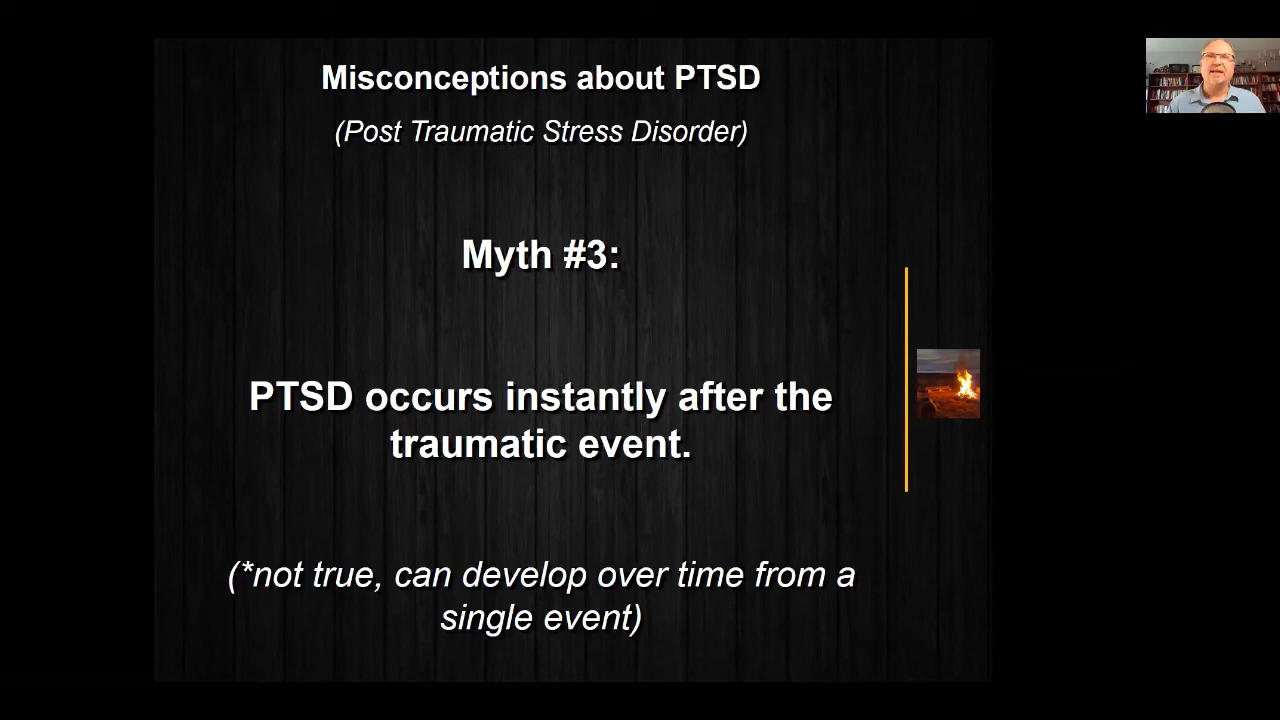 Misconceptions about PTSD
(Post Traumatic Stress Disorder)
Myth #3:
PTSD occurs instantly after the
traumatic event.
(*not true, can develop over time from a
single event)